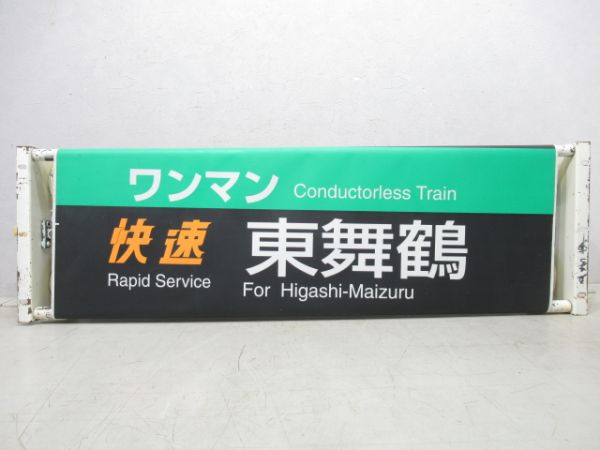 ワンマン Conductorless Train
快速 東舞鶴
Rapid Service For Higashi-Maizuru